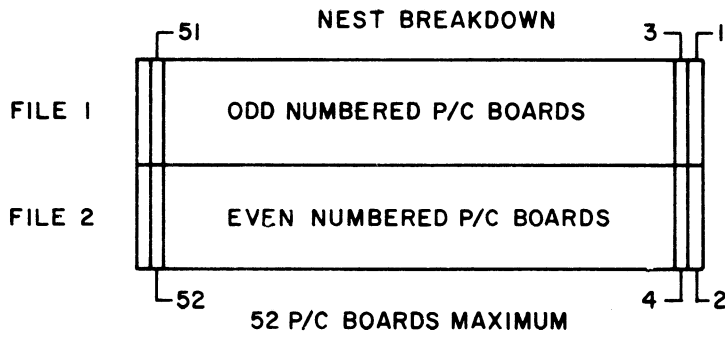 NEST BREAKDOWN
51 3 1
FILE 1 ODD NUMBERED P/C BOARDS
FILE 2 EVEN NUMBERED P/C BOARDS
52 4 2
52 P/C BOARDS MAXIMUM